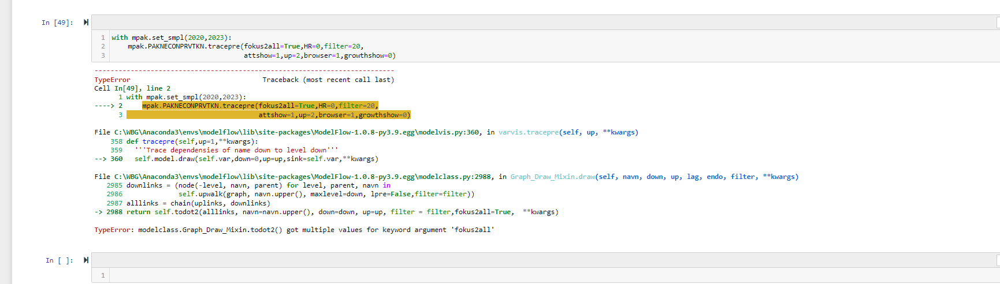 In [49]:
1 with mpak.set_smpl(2020,2023):
2     mpak.PAKNECONPRVTKN.tracepre(fokus2all=True,HR=0,filter=20,
3                                  attshow=1,up=2,browser=1,growthshow=0)
---------------------------------------------------------------------------
TypeError                                 Traceback (most recent call last)
Cell In[49], line 2
      1 with mpak.set_smpl(2020,2023):
----> 2     mpak.PAKNECONPRVTKN.tracepre(fokus2all=True,HR=0,filter=20,
      3                                  attshow=1,up=2,browser=1,growthshow=0)
File C:\WBG\Anaconda3\envs\modelflow\lib\site-packages\ModelFlow-1.0.8-py3.9.egg\modelvis.py:360, in varvis.tracepre(self, up, **kwargs)
    358 def tracepre(self,up=1,**kwargs):
    359   '''Trace dependensies of name down to level down'''
--> 360   self.model.draw(self.var,down=0,up=up,sink=self.var,**kwargs)
File C:\WBG\Anaconda3\envs\modelflow\lib\site-packages\ModelFlow-1.0.8-py3.9.egg\modelclass.py:2988, in Graph_Draw_Mixin.draw(self, navn, down, up, lag, endo, filter, **kwargs)
   2985 downlinks = (node(-level, navn, parent) for level, parent, navn in
   2986              self.upwalk(graph, navn.upper(), maxlevel=down, lpre=False,filter=filter))
   2987 alllinks = chain(uplinks, downlinks)
-> 2988 return self.todot2(alllinks, navn=navn.upper(), down=down, up=up, filter = filter,fokus2all=True,  **kwargs)
TypeError: modelclass.Graph_Draw_Mixin.todot2() got multiple values for keyword argument 'fokus2all'
In [ ]:
1